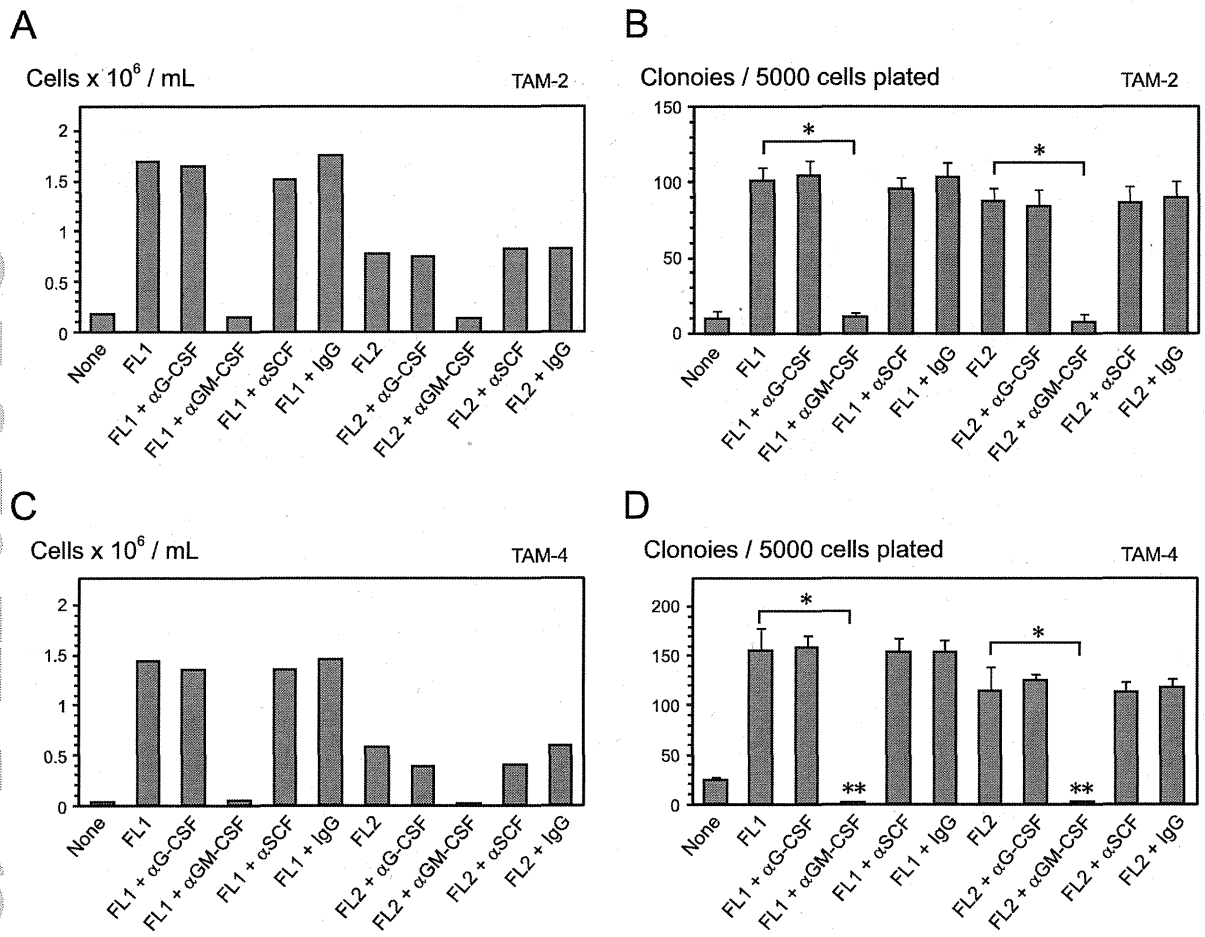 A
Cells x 10⁶ / mL
TAM-2
2
1.5
1
0.5
0
None
FL1
FL1 + αG-CSF
FL1 + αGM-CSF
FL1 + αSCF
FL1 + IgG
FL2
FL2 + αG-CSF
FL2 + αGM-CSF
FL2 + αSCF
FL2 + IgG
B
Clonoies / 5000 cells plated
TAM-2
150
100
50
0
*
*
None
FL1
FL1 + αG-CSF
FL1 + αGM-CSF
FL1 + αSCF
FL1 + IgG
FL2
FL2 + αG-CSF
FL2 + αGM-CSF
FL2 + αSCF
FL2 + IgG
C
Cells x 10⁶ / mL
TAM-4
2
1.5
1
0.5
0
None
FL1
FL1 + αG-CSF
FL1 + αGM-CSF
FL1 + αSCF
FL1 + IgG
FL2
FL2 + αG-CSF
FL2 + αGM-CSF
FL2 + αSCF
FL2 + IgG
D
Clonoies / 5000 cells plated
TAM-4
200
150
100
50
0
*
*
**
**
None
FL1
FL1 + αG-CSF
FL1 + αGM-CSF
FL1 + αSCF
FL1 + IgG
FL2
FL2 + αG-CSF
FL2 + αGM-CSF
FL2 + αSCF
FL2 + IgG